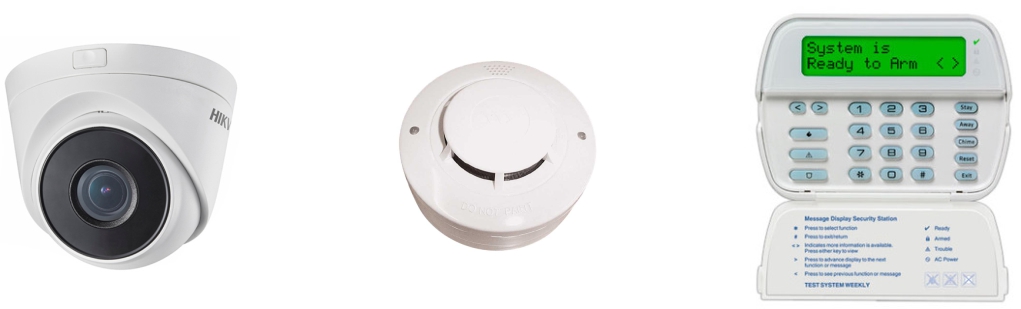 HIKV
DO NOT PAINT
System is
Ready to Arm < >
< > 1 2 3 Stay
4 5 6 Away
Chime
7 8 9 Reset
* 0 # Exit
Message Display Security Station
* Press to select function
# Press to exit/return
< > Indicates more information is available.
Press either key to view
> Press to advance display to the next
function or message
< Press to see previous function or message
TEST SYSTEM WEEKLY
✓ Ready
Armed
Trouble
AC Power